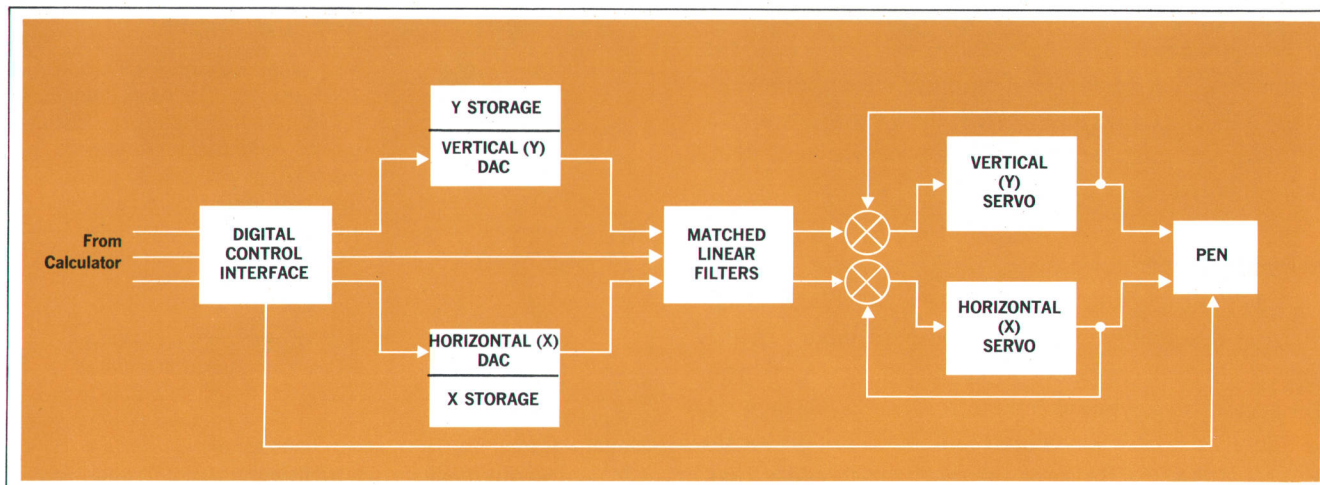 From
Calculator
DIGITAL
CONTROL
INTERFACE
Y STORAGE
VERTICAL (Y)
DAC
HORIZONTAL (X)
DAC
X STORAGE
MATCHED
LINEAR
FILTERS
VERTICAL
(Y)
SERVO
HORIZONTAL
(X)
SERVO
PEN